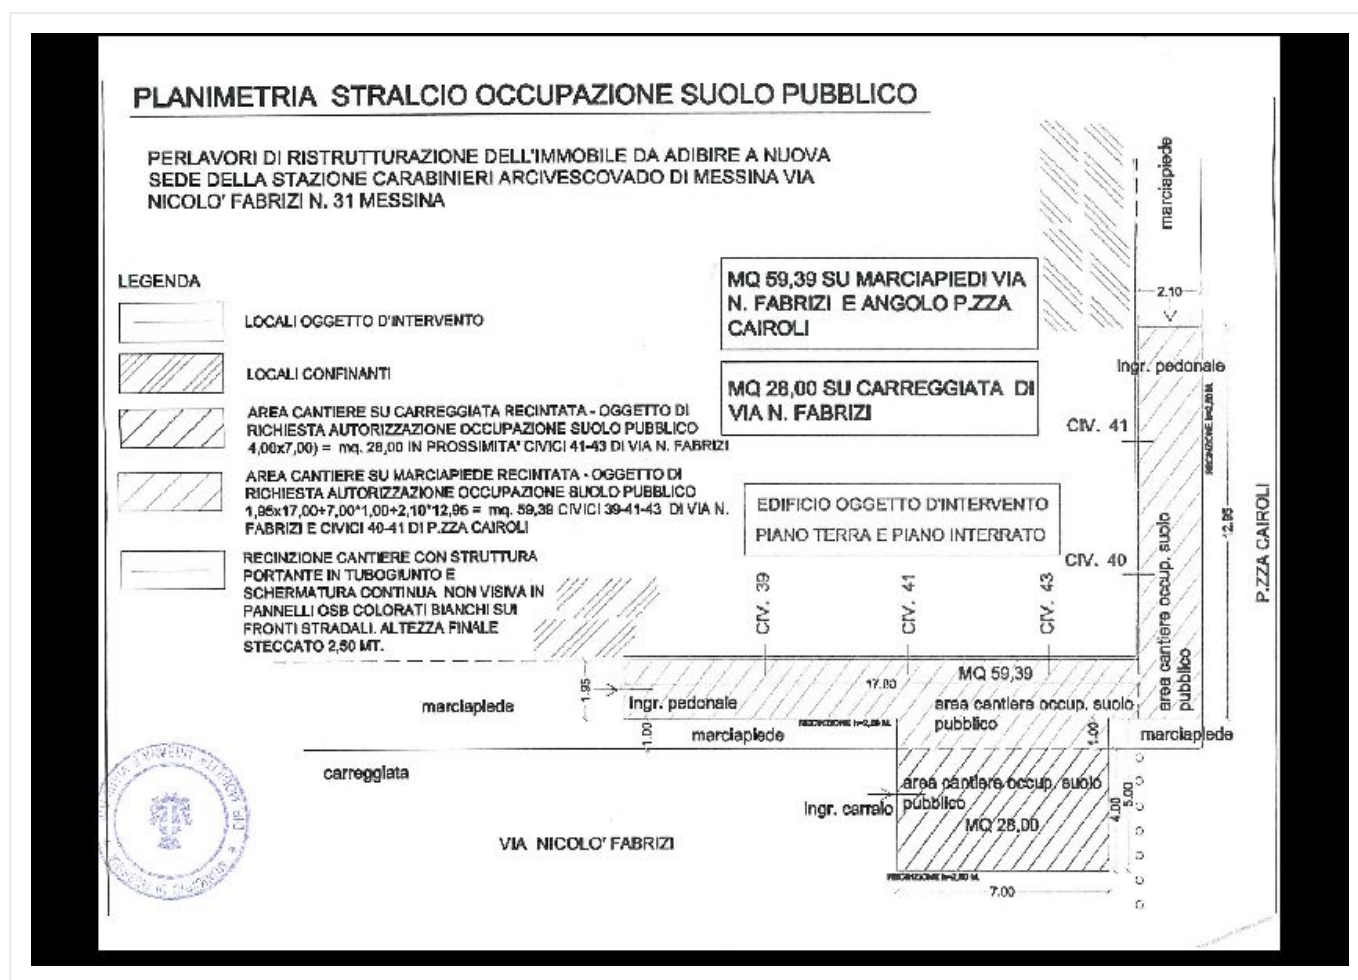 PLANIMETRIA STRALCIO OCCUPAZIONE SUOLO PUBBLICO
PERLAVORI DI RISTRUTTURAZIONE DELL'IMMOBILE DA ADIBIRE A NUOVA
SEDE DELLA STAZIONE CARABINIERI ARCIVESCOVADO DI MESSINA VIA
NICOLO' FABRIZI N. 31 MESSINA
LEGENDA
LOCALI OGGETTO D'INTERVENTO
LOCALI CONFINANTI
AREA CANTIERE SU CARREGGIATA RECINTATA - OGGETTO DI
RICHIESTA AUTORIZZAZIONE OCCUPAZIONE SUOLO PUBBLICO
4,00x7,00) = mq. 28,00 IN PROSSIMITA' CIVICI 41-43 DI VIA N. FABRIZI
AREA CANTIERE SU MARCIAPIEDE RECINTATA - OGGETTO DI
RICHIESTA AUTORIZZAZIONE OCCUPAZIONE SUOLO PUBBLICO
1,95x17,00+7,00*1,00+2,10*12,95 = mq. 59,39 CIVICI 39-41-43 DI VIA N.
FABRIZI E CIVICI 40-41 DI P.ZZA CAIROLI
RECINZIONE CANTIERE CON STRUTTURA
PORTANTE IN TUBOGIUNTO E
SCHERMATURA CONTINUA NON VISIVA IN
PANNELLI OSB COLORATI BIANCHI SUI
FRONTI STRADALI. ALTEZZA FINALE
STECCATO 2,50 MT.
MQ 59,39 SU MARCIAPIEDI VIA
N. FABRIZI E ANGOLO P.ZZA
CAIROLI
MQ 28,00 SU CARREGGIATA DI
VIA N. FABRIZI
EDIFICIO OGGETTO D'INTERVENTO
PIANO TERRA E PIANO INTERRATO
marciapiede
2.10
Ingr. pedonale
CIV. 41
CIV. 40
12.95
P.ZZA CAIROLI
area cantiere occup. suolo
pubblico
CIV. 39
CIV. 41
CIV. 43
MQ 59,39
1.95
Ingr. pedonale
area cantiere occup. suolo
pubblico
marciapiede
1.00
marciapiede
1.00
marciapiede
carreggiata
area cantiere occup. suolo
pubblico
Ingr. carraio
MQ 28,00
4.00
5.00
7.00
VIA NICOLO' FABRIZI